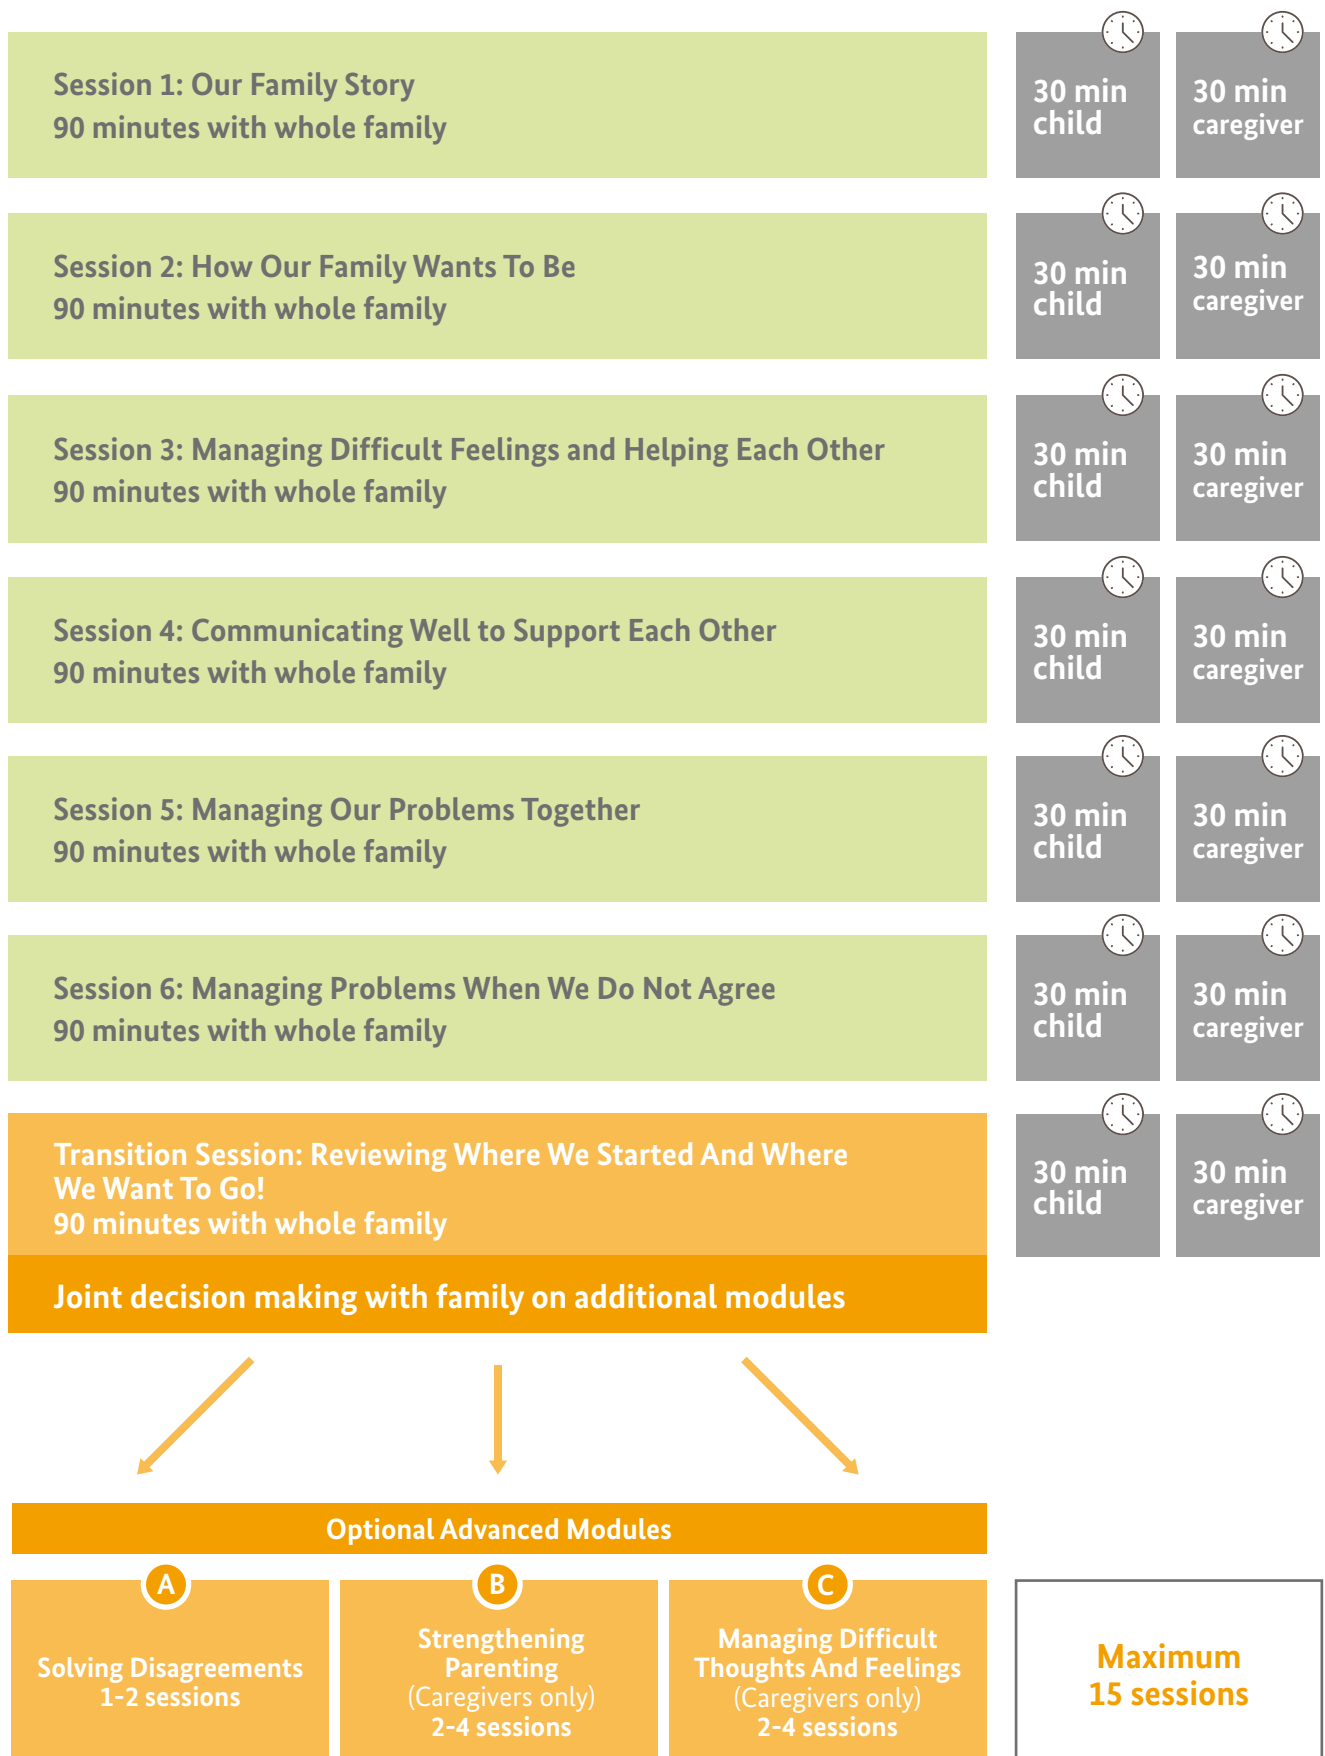 Session 1: Our Family Story
90 minutes with whole family
30 min
child
30 min
caregiver
Session 2: How Our Family Wants To Be
90 minutes with whole family
30 min
child
30 min
caregiver
Session 3: Managing Difficult Feelings and Helping Each Other
90 minutes with whole family
30 min
child
30 min
caregiver
Session 4: Communicating Well to Support Each Other
90 minutes with whole family
30 min
child
30 min
caregiver
Session 5: Managing Our Problems Together
90 minutes with whole family
30 min
child
30 min
caregiver
Session 6: Managing Problems When We Do Not Agree
90 minutes with whole family
30 min
child
30 min
caregiver
Transition Session: Reviewing Where We Started And Where
We Want To Go!
90 minutes with whole family
30 min
child
30 min
caregiver
Joint decision making with family on additional modules
Optional Advanced Modules
A
Solving Disagreements
1-2 sessions
B
Strengthening
Parenting
(Caregivers only)
2-4 sessions
C
Managing Difficult
Thoughts And Feelings
(Caregivers only)
2-4 sessions
Maximum
15 sessions